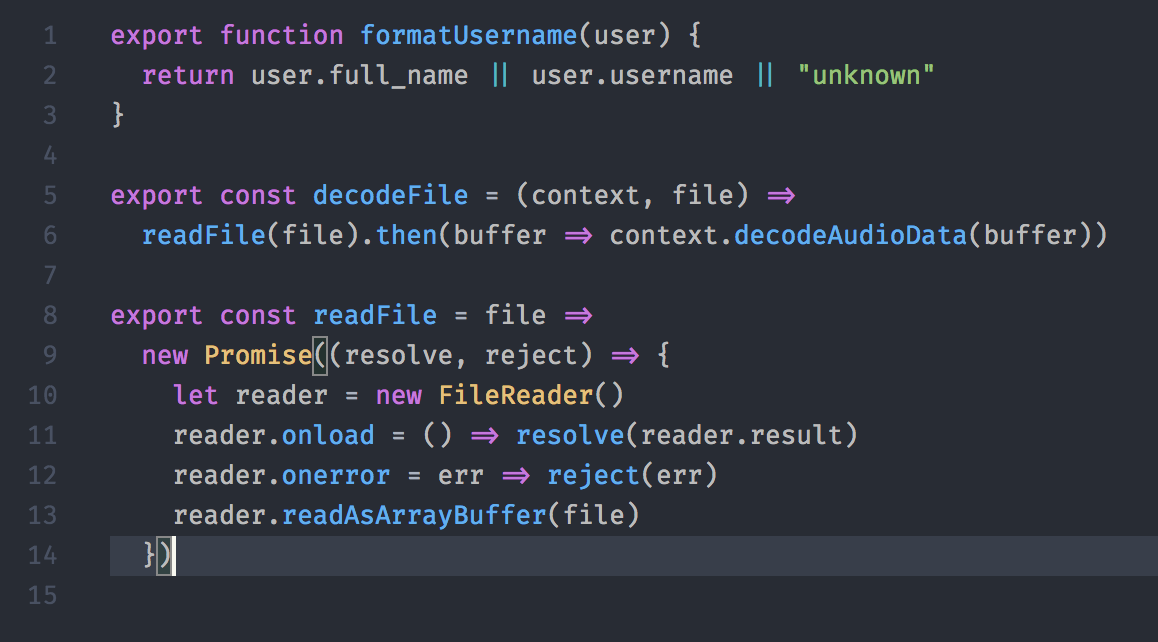 1 export function formatUsername(user) {
2   return user.full_name || user.username || "unknown"
3 }
4
5 export const decodeFile = (context, file) =>
6   readFile(file).then(buffer => context.decodeAudioData(buffer))
7
8 export const readFile = file =>
9   new Promise((resolve, reject) => {
10     let reader = new FileReader()
11     reader.onload = () => resolve(reader.result)
12     reader.onerror = err => reject(err)
13     reader.readAsArrayBuffer(file)
14   })
15